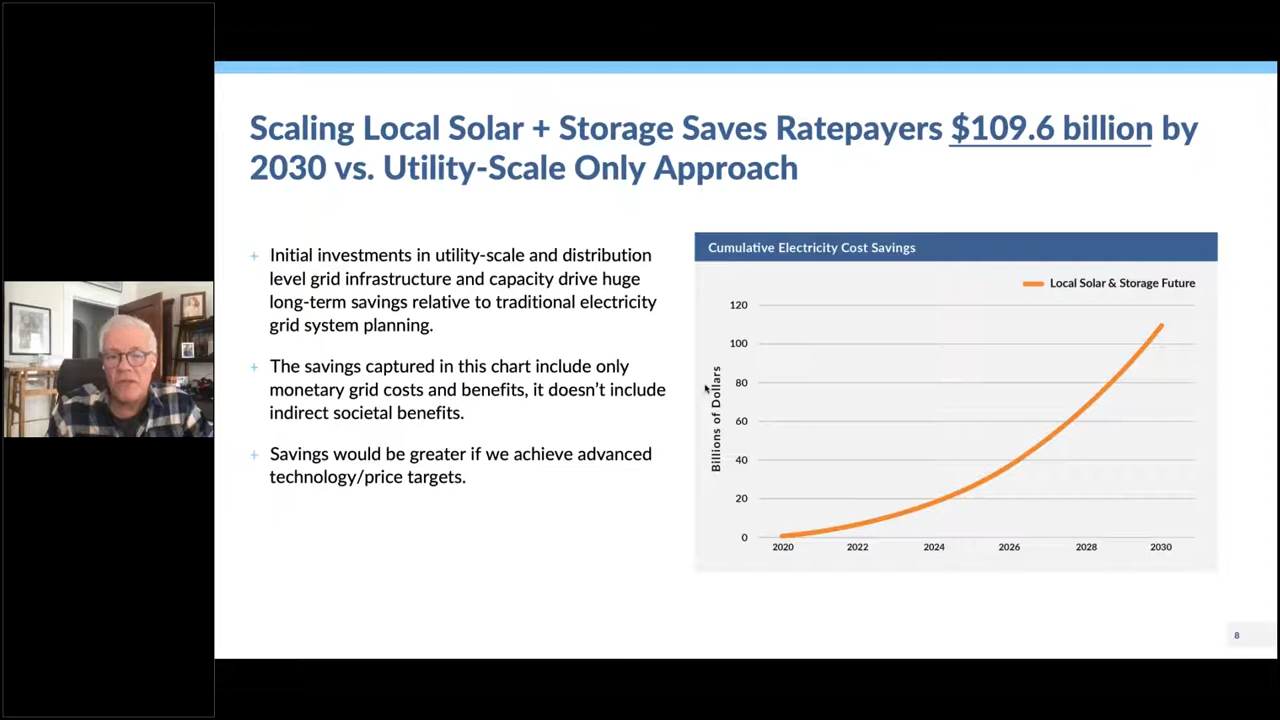 Scaling Local Solar + Storage Saves Ratepayers $109.6 billion by
2030 vs. Utility-Scale Only Approach
+ Initial investments in utility-scale and distribution
level grid infrastructure and capacity drive huge
long-term savings relative to traditional electricity
grid system planning.
+ The savings captured in this chart include only
monetary grid costs and benefits, it doesn't include
indirect societal benefits.
+ Savings would be greater if we achieve advanced
technology/price targets.
Cumulative Electricity Cost Savings
Local Solar & Storage Future
Billions of Dollars
120
100
80
60
40
20
0
2020 2022 2024 2026 2028 2030
8